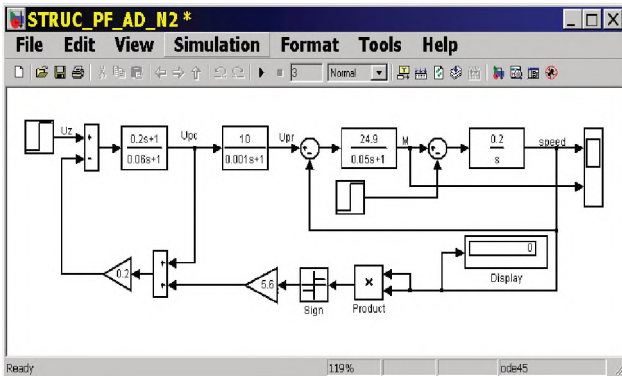 STRUC_PF_AD_N2 *
File Edit View Simulation Format Tools Help
3 Normal
Uz
+
-
0.2s+1
0.06s+1
Upc
10
0.001s+1
Upr
+
-
24.9
0.05s+1
M
+
-
0.2
s
speed
0.2
+
+
5.6
Sign
×
Product
0
Display
Ready 119% ode45